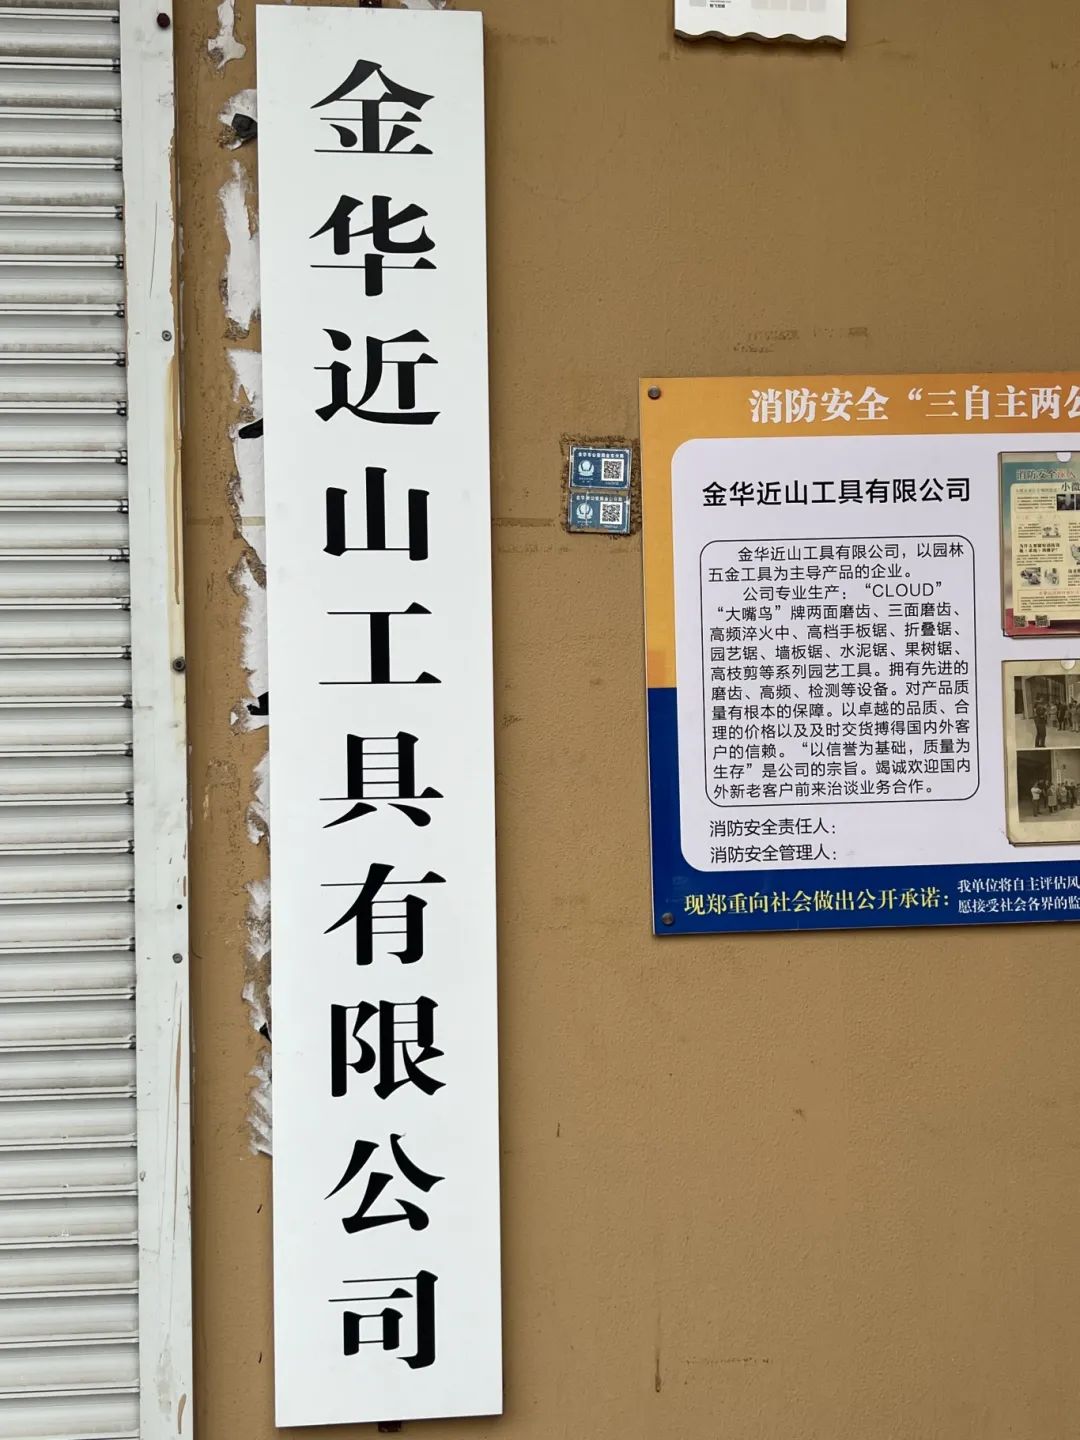 金华近山工具有限公司
消防安全“三自主两公
金华近山工具有限公司
金华近山工具有限公司，以园林
五金工具为主导产品的企业。
公司专业生产：“CLOUD”
“大嘴鸟”牌两面磨齿、三面磨齿、
高频淬火中、高档手板锯、折叠锯、
园艺锯、墙板锯、水泥锯、果树锯、
高枝剪等系列园艺工具。拥有先进的
磨齿、高频、检测等设备。对产品质
量有根本的保障。以卓越的品质、合
理的价格以及及时交货搏得国内外客
户的信赖。“以信誉为基础，质量为
生存”是公司的宗旨。竭诚欢迎国内
外新老客户前来洽谈业务合作。
消防安全责任人：
消防安全管理人：
现郑重向社会做出公开承诺：
我单位将自主评估风
愿接受社会各界的监
消防安全
小微